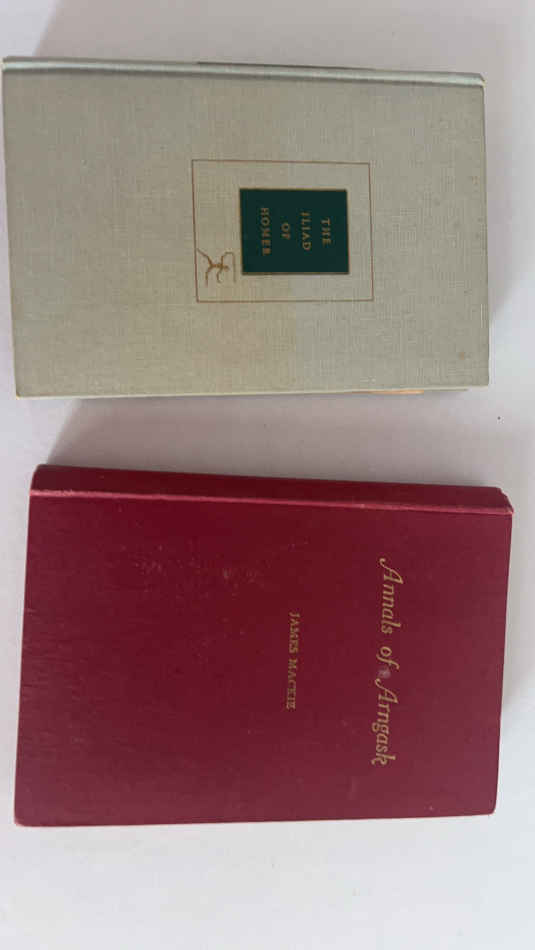 THE
ILIAD
OF
HOMER
Annals of Arngask
JAMES MACKIE